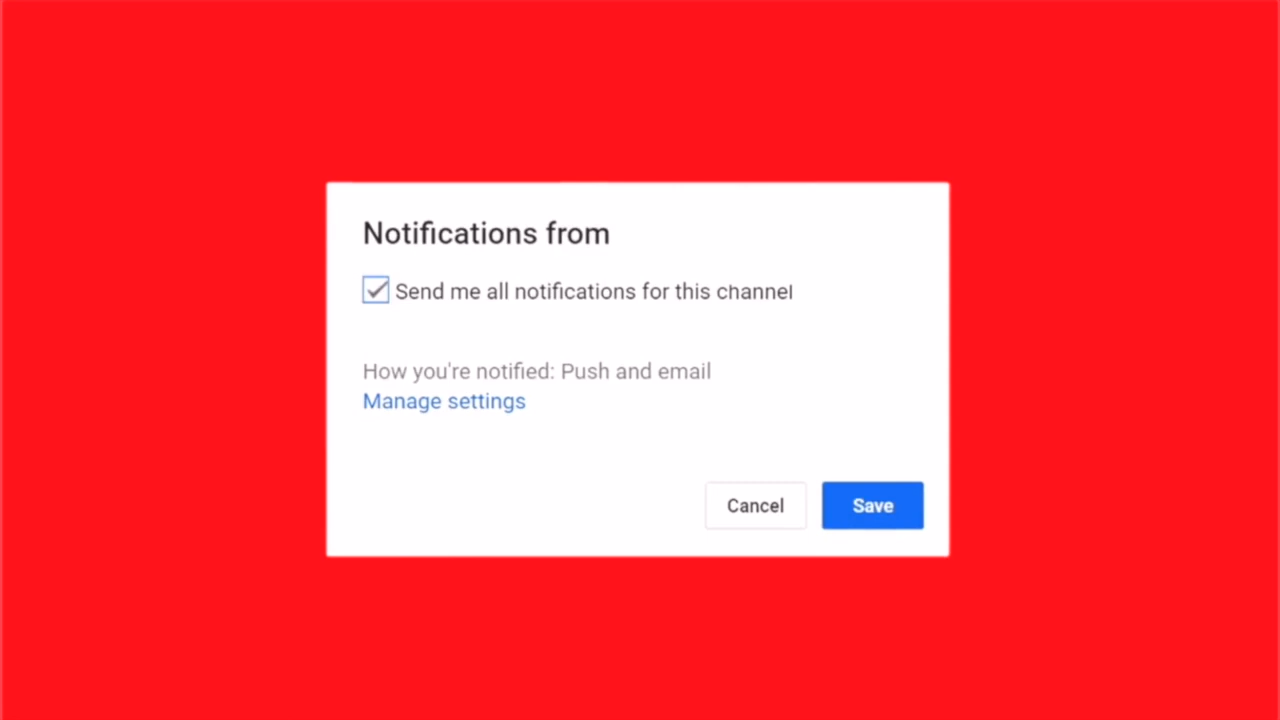 Notifications from
Send me all notifications for this channel
How you're notified: Push and email
Manage settings
Cancel Save